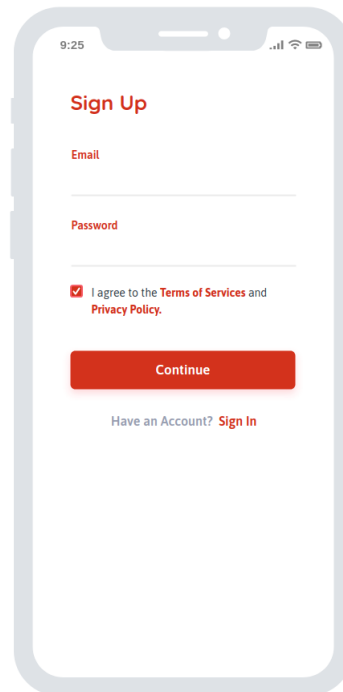 9:25
Sign Up
Email
Password
I agree to the Terms of Services and
Privacy Policy.
Continue
Have an Account? Sign In